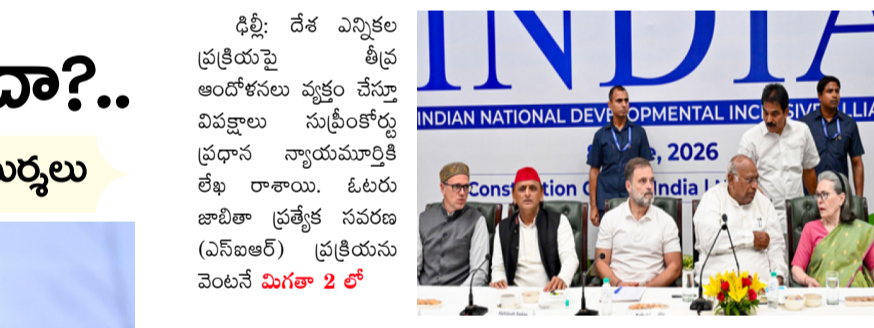 దా?..
ర్శలు
ఢిల్లీ: దేశ ఎన్నికల
ప్రక్రియపై తీవ్ర
ఆందోళనలు వ్యక్తం చేస్తూ
విపక్షాలు సుప్రీంకోర్టు
ప్రధాన న్యాయమూర్తికి
లేఖ రాశాయి. ఓటరు
జాబితా ప్రత్యేక సవరణ
(ఎస్ఐఆర్) ప్రక్రియను
వెంటనే మిగతా 2 లో
INDIA
INDIAN NATIONAL DEVELOPMENTAL INCLUSIVE ALLIA
2026
India